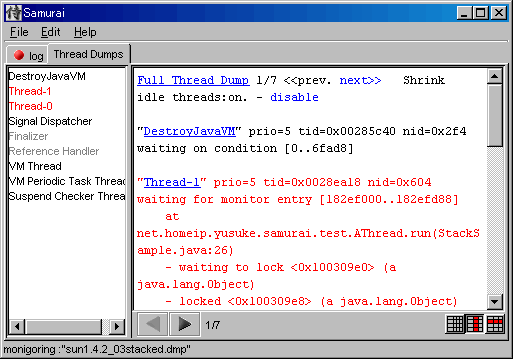 Samurai
File Edit Help
log Thread Dumps
DestroyJavaVM
Thread-1
Thread-0
Signal Dispatcher
Finalizer
Reference Handler
VM Thread
VM Periodic Task Thread
Suspend Checker Threa
Full Thread Dump 1/7 <<prev. next>> Shrink
idle threads:on. - disable
"DestroyJavaVM" prio=5 tid=0x00285c40 nid=0x2f4
waiting on condition [0..6fad8]
"Thread-1" prio=5 tid=0x0028ea18 nid=0x604
waiting for monitor entry [182ef000..182efd88]
at
net.homeip.yusuke.samurai.test.AThread.run(StackS
ample.java:26)
- waiting to lock <0x100309e0> (a
java.lang.Object)
- locked <0x100309e8> (a java.lang.Object)
1/7
monigoring :"sun1.4.2_03stacked.dmp"